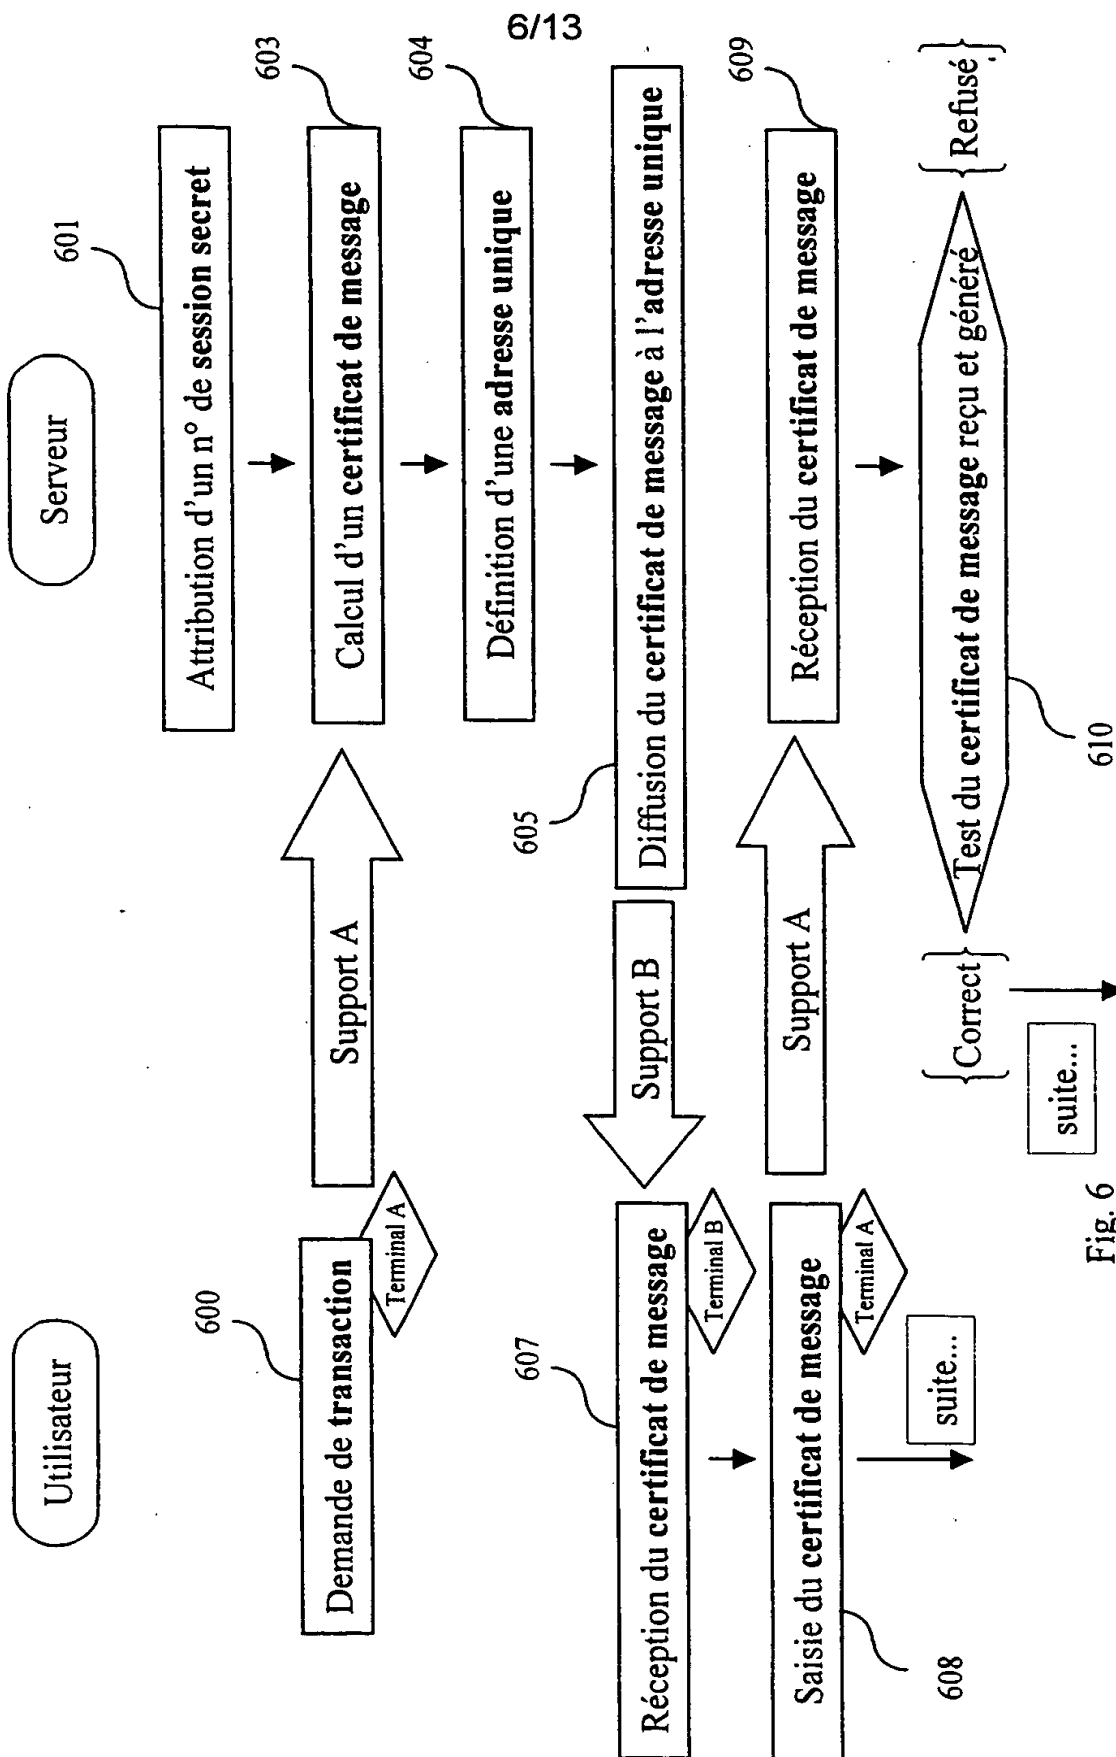 6/13
Utilisateur
Serveur
601
Attribution d'un n° de session secret
600
603
Demande de transaction
Terminal A
Support A
Calcul d'un certificat de message
604
Définition d'une adresse unique
605
Diffusion du certificat de message à l'adresse unique
Support B
607
Réception du certificat de message
Terminal B
608
Saisie du certificat de message
Terminal A
Support A
609
Réception du certificat de message
suite...
Correct
Test du certificat de message reçu et généré
Refusé
610
suite...
Fig. 6